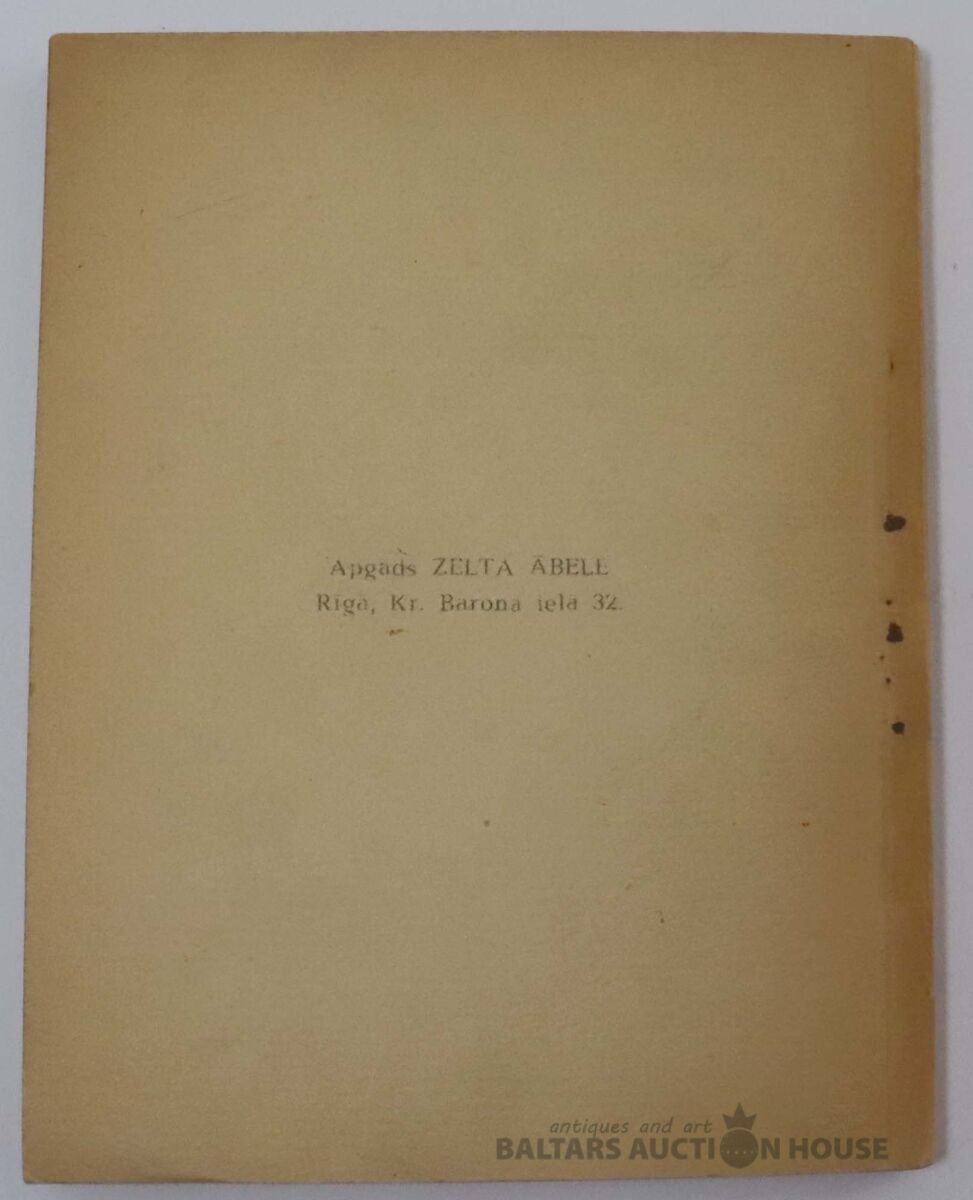 Apgāds ZELTA ĀBELE
Rīgā, Kr. Barona ielā 32.
antiques and art
BALTARS AUCTION HOUSE